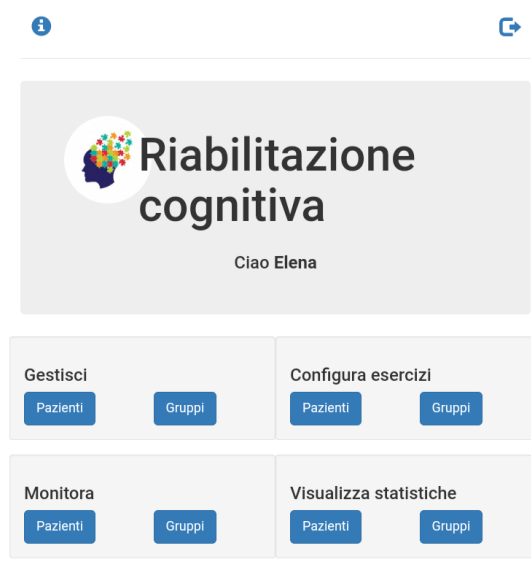 Riabilitazione
cognitiva
Ciao Elena
Gestisci
Pazienti Gruppi
Configura esercizi
Pazienti Gruppi
Monitora
Pazienti Gruppi
Visualizza statistiche
Pazienti Gruppi